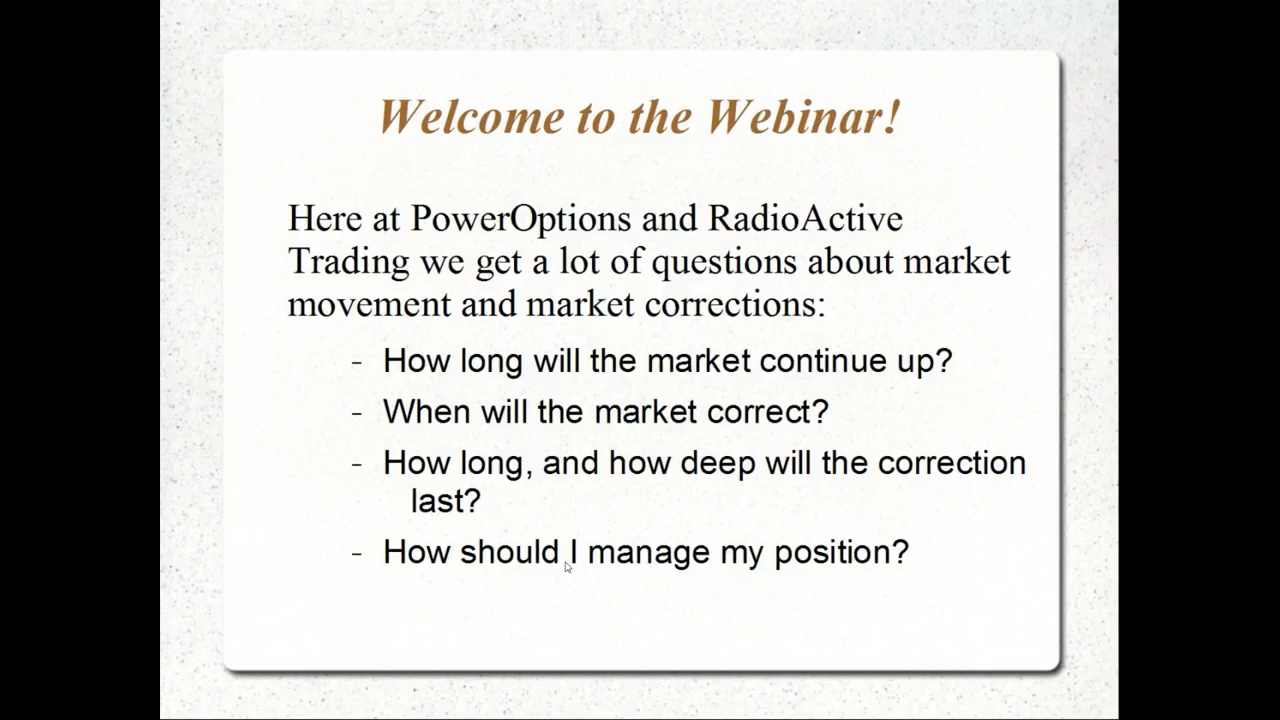 Welcome to the Webinar!
Here at PowerOptions and RadioActive
Trading we get a lot of questions about market
movement and market corrections:
- How long will the market continue up?
- When will the market correct?
- How long, and how deep will the correction
last?
- How should I manage my position?